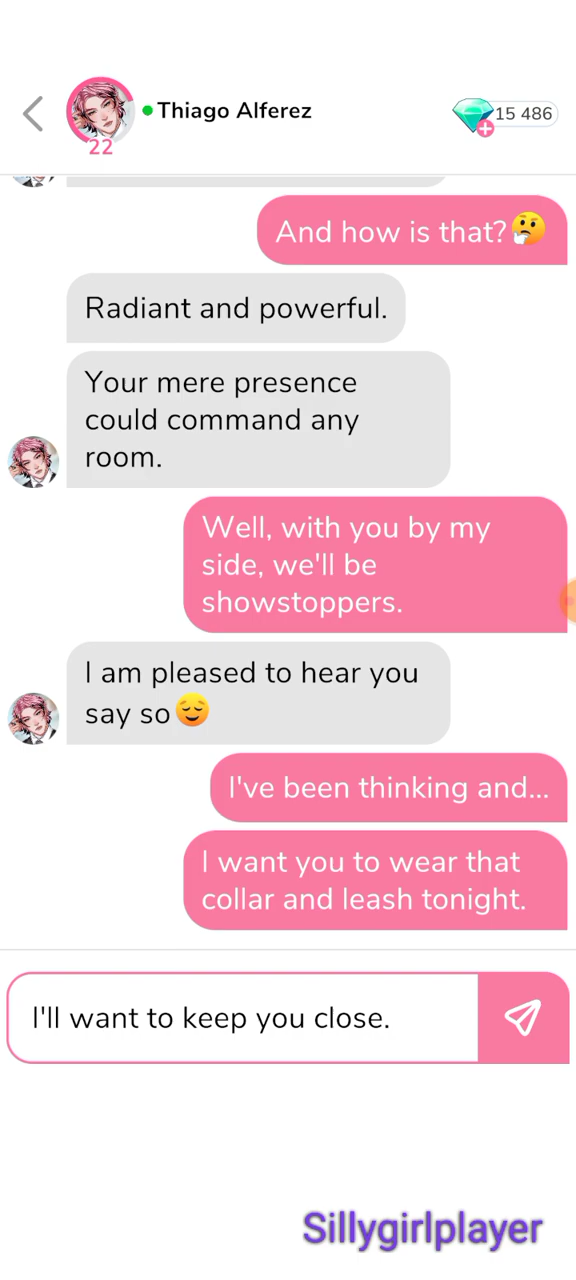 Thiago Alferez
15 486
22
And how is that?🤔
Radiant and powerful.
Your mere presence
could command any
room.
Well, with you by my
side, we'll be
showstoppers.
I am pleased to hear you
say so😌
I've been thinking and...
I want you to wear that
collar and leash tonight.
I'll want to keep you close.
Sillygirlplayer